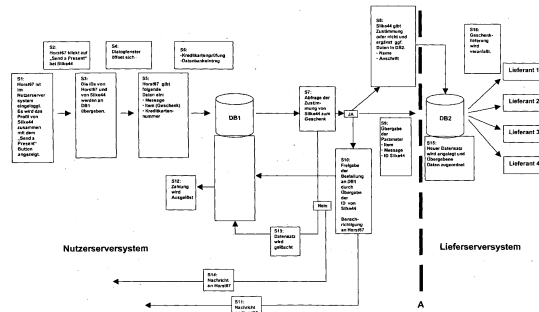 S1:
Horst67 ist
im
Nutzerserver
system
eingeloggt.
Es wird das
Profil von
Silke44
zusammen
mit dem
„Send a
Present"
Button
angezeigt.
S2:
Horst67 klickt auf
„Send a Present"
bei Silke44
S3:
Die IDs von
Horst67 und
von Silke44
werden an
DB1
übergeben.
S4:
Dialogfenster
öffnet sich
S5:
Horst67 gibt
folgende
Daten ein:
- Message
- Item (Geschenk)
- Kreditkarten-
nummer
S6:
-Kreditkartenprüfung
-Datenbankeintrag
DB1
S7:
Abfrage der
Zustim-
mung von
Silke44 zum
Geschenk
JA
Nein
S8:
Silke44 gibt
Zustimmung
oder nicht und
ergänzt ggf.
Daten in DB2.
- Name
- Anschrift
S9:
Übergabe
der
Parameter
- Item
- Message
- ID Silke44
S10:
Freigabe
der
Bestellung
an DB1
durch
Übergabe
der
ID von
Silke44
Benach-
richtigung
an Horst67
S12:
Zahlung
wird
Ausgelöst
S13:
Datensatz
wird
gelöscht
S14:
Nachricht
an Horst67
S11:
Nachricht
DB2
S15:
Neuer Datensatz
wird angelegt und
Übergebene
Daten zugeordnet
S16:
Geschenk-
lieferung
wird
veranlaßt.
Lieferant 1
Lieferant 2
Lieferant 3
Lieferant 4
Nutzerserversystem
Lieferserversystem
A